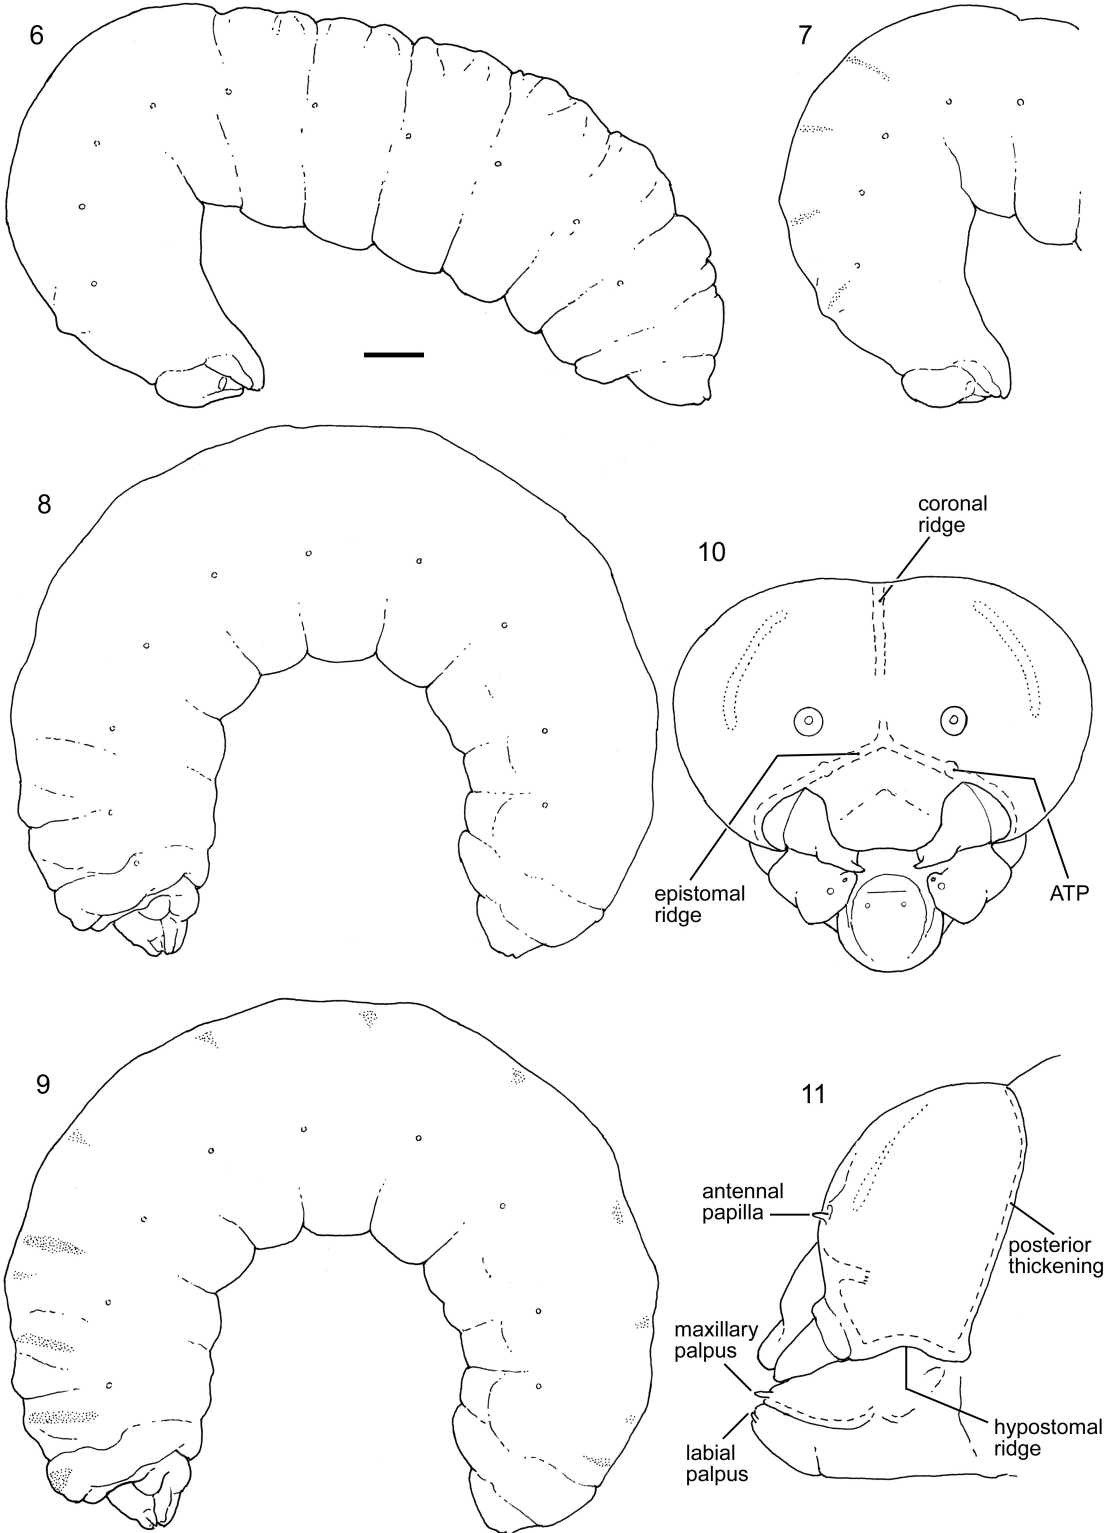 6
7
8
coronal
ridge
10
epistomal
ridge
ATP
9
11
antennal
papilla
posterior
thickening
maxillary
palpus
hypostomal
ridge
labial
palpus